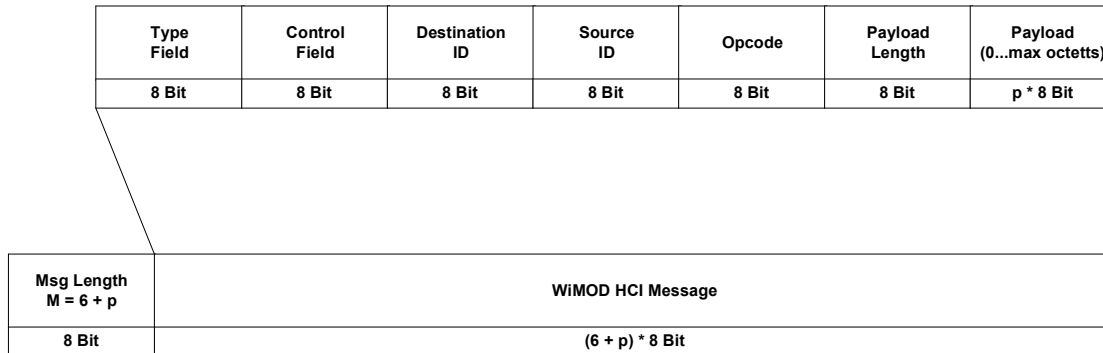 Type
Field
Control
Field
Destination
ID
Source
ID
Opcode
Payload
Length
Payload
(0...max octetts)
8 Bit
8 Bit
8 Bit
8 Bit
8 Bit
8 Bit
p * 8 Bit
Msg Length
M = 6 + p
WiMOD HCI Message
8 Bit
(6 + p) * 8 Bit